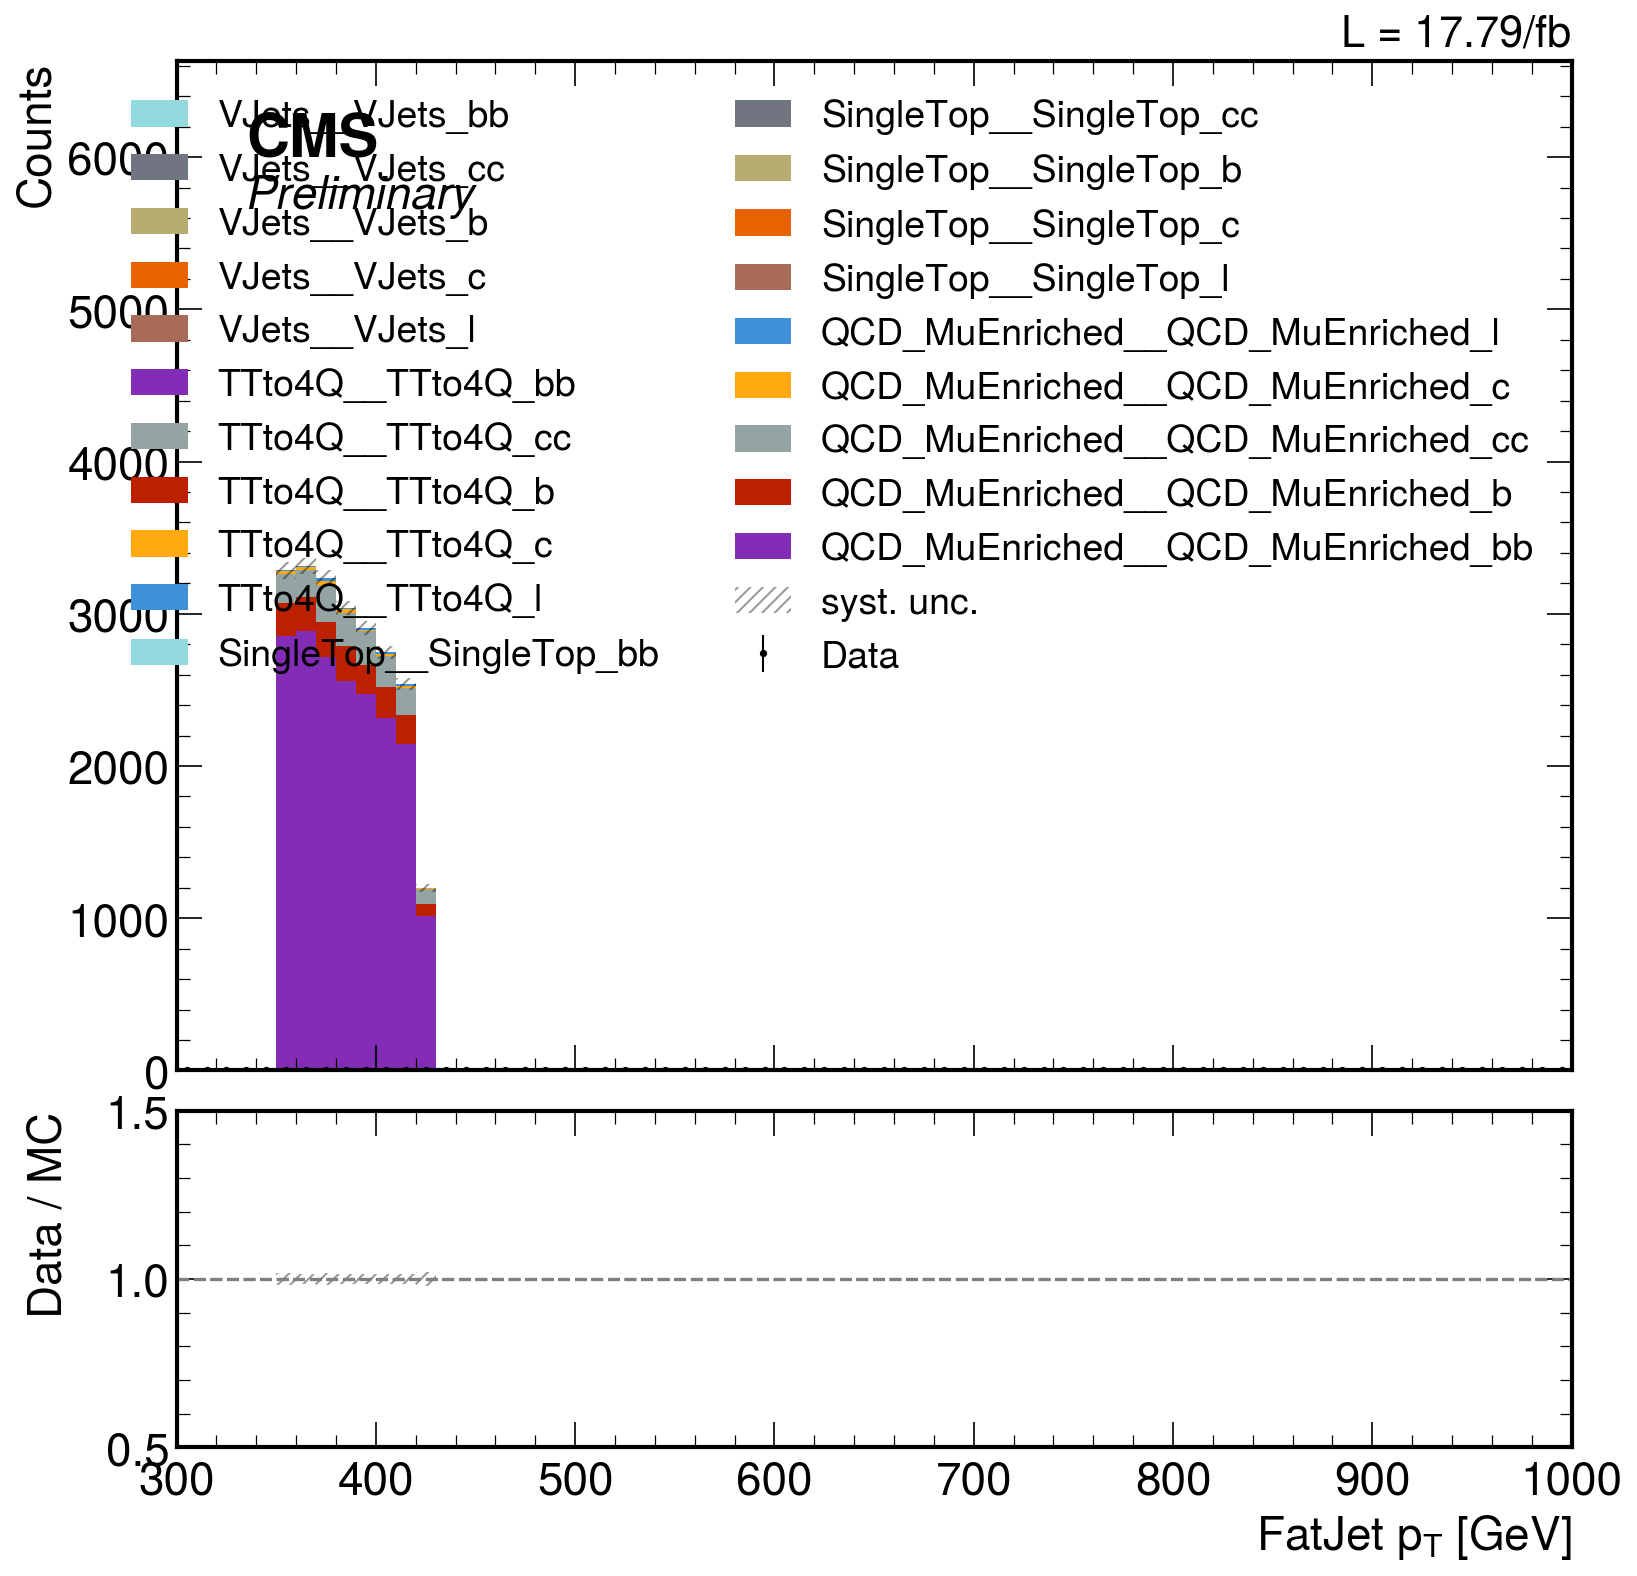 L = 17.79/fb
Counts
CMS
Preliminary
VJets__VJets_bb
VJets__VJets_cc
VJets__VJets_b
VJets__VJets_c
VJets__VJets_l
TTto4Q__TTto4Q_bb
TTto4Q__TTto4Q_cc
TTto4Q__TTto4Q_b
TTto4Q__TTto4Q_c
TTto4Q__TTto4Q_l
SingleTop__SingleTop_bb
SingleTop__SingleTop_cc
SingleTop__SingleTop_b
SingleTop__SingleTop_c
SingleTop__SingleTop_l
QCD_MuEnriched__QCD_MuEnriched_l
QCD_MuEnriched__QCD_MuEnriched_c
QCD_MuEnriched__QCD_MuEnriched_cc
QCD_MuEnriched__QCD_MuEnriched_b
QCD_MuEnriched__QCD_MuEnriched_bb
syst. unc.
Data
6000
5000
4000
3000
2000
1000
0
Data / MC
1.5
1.0
0.5
300 400 500 600 700 800 900 1000
FatJet p_T [GeV]